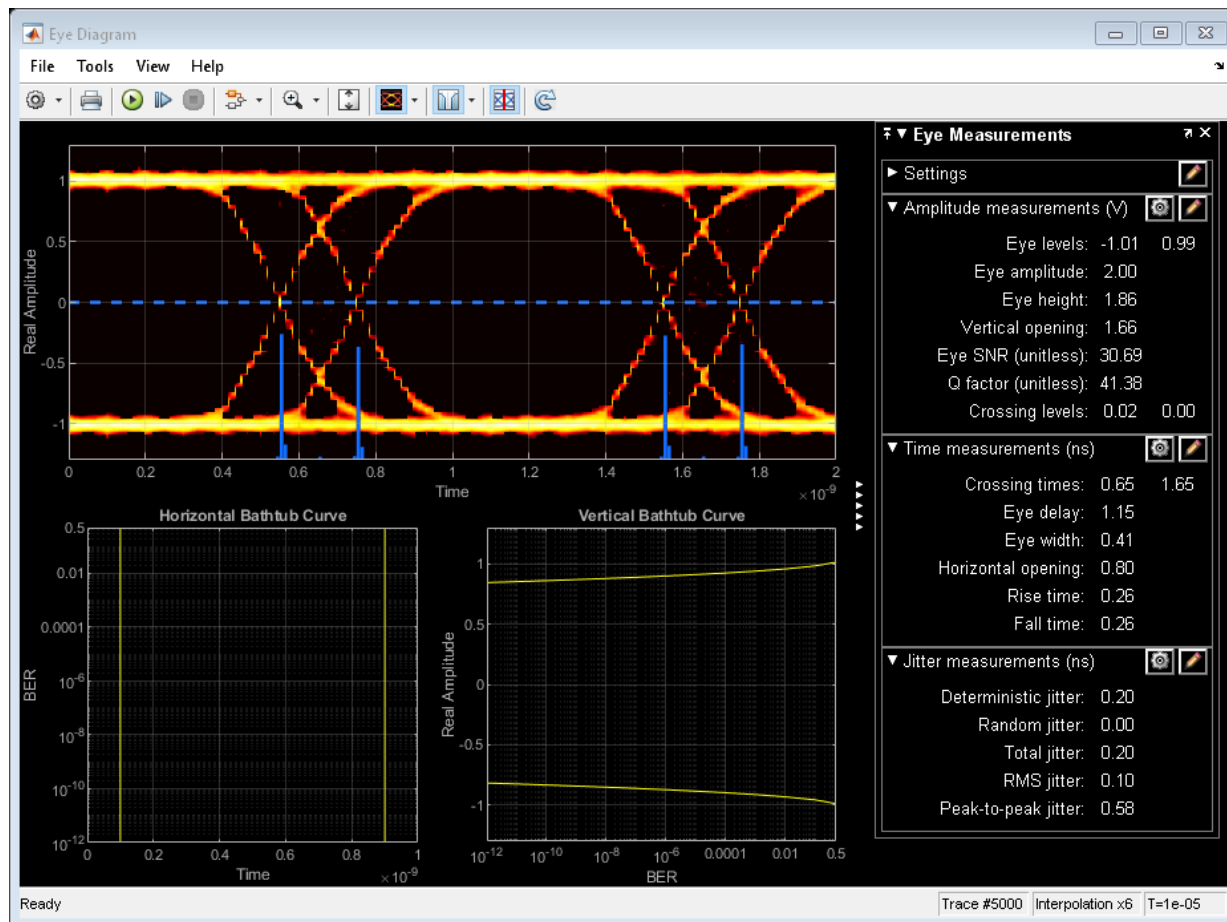 Eye Diagram
File Tools View Help
Eye Measurements
Settings
Amplitude measurements (V)
Eye levels: -1.01 0.99
Eye amplitude: 2.00
Eye height: 1.86
Vertical opening: 1.66
Eye SNR (unitless): 30.69
Q factor (unitless): 41.38
Crossing levels: 0.02 0.00
Time measurements (ns)
Crossing times: 0.65 1.65
Eye delay: 1.15
Eye width: 0.41
Horizontal opening: 0.80
Rise time: 0.26
Fall time: 0.26
Jitter measurements (ns)
Deterministic jitter: 0.20
Random jitter: 0.00
Total jitter: 0.20
RMS jitter: 0.10
Peak-to-peak jitter: 0.58
Real Amplitude
1
0.5
0
-0.5
-1
0 0.2 0.4 0.6 0.8 1 1.2 1.4 1.6 1.8 2
Time
×10⁻⁹
Horizontal Bathtub Curve
BER
0.5
0.01
0.0001
10⁻⁶
10⁻⁸
10⁻¹⁰
10⁻¹²
0 0.2 0.4 0.6 0.8 1
Time
×10⁻⁹
Vertical Bathtub Curve
Real Amplitude
1
0.5
0
-0.5
-1
10⁻¹² 10⁻¹⁰ 10⁻⁸ 10⁻⁶ 0.0001 0.01 0.5
BER
Ready
Trace #5000 Interpolation x6 T=1e-05